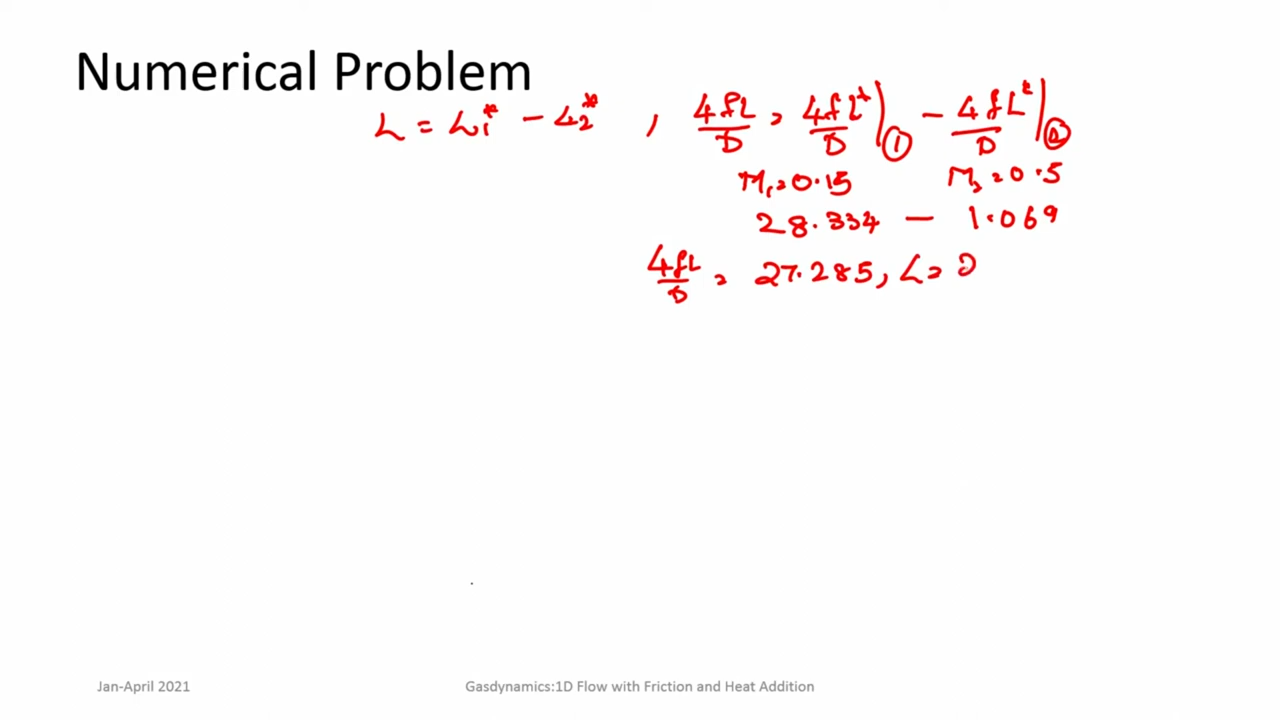 Numerical Problem
L = L₁* - L₂* , 4fL/D = 4fL*/D|① - 4fL*/D|②
M₁=0.15 M₂=0.5
28.334 - 1.069
4fL/D = 27.285, L=
Jan-April 2021 Gasdynamics:1D Flow with Friction and Heat Addition